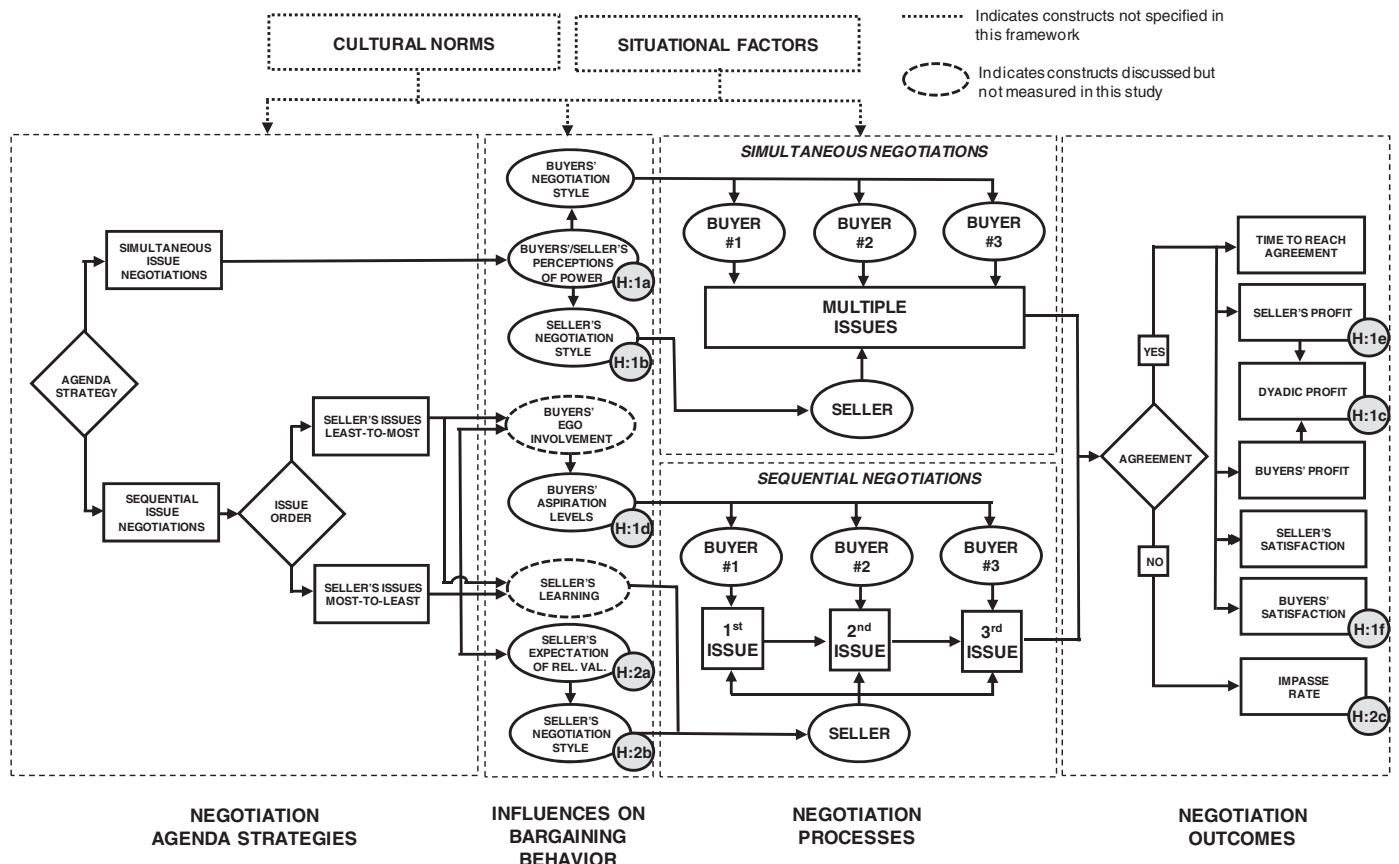 CULTURAL NORMS
SITUATIONAL FACTORS
Indicates constructs not specified in
this framework
Indicates constructs discussed but
not measured in this study
AGENDA
STRATEGY
SIMULTANEOUS
ISSUE
NEGOTIATIONS
SEQUENTIAL
ISSUE
NEGOTIATIONS
ISSUE
ORDER
SELLER'S ISSUES
LEAST-TO-MOST
SELLER'S ISSUES
MOST-TO-LEAST
BUYERS'
NEGOTIATION
STYLE
BUYERS'/SELLER'S
PERCEPTIONS
OF POWER
H:1a
SELLER'S
NEGOTIATION
STYLE
H:1b
BUYERS'
EGO
INVOLVEMENT
BUYERS'
ASPIRATION
LEVELS
H:1d
SELLER'S
LEARNING
SELLER'S
EXPECTATION
OF REL. VAL.
H:2a
SELLER'S
NEGOTIATION
STYLE
H:2b
SIMULTANEOUS NEGOTIATIONS
BUYER
#1
BUYER
#2
BUYER
#3
MULTIPLE
ISSUES
SELLER
SEQUENTIAL NEGOTIATIONS
BUYER
#1
BUYER
#2
BUYER
#3
1st
ISSUE
2nd
ISSUE
3rd
ISSUE
SELLER
YES
AGREEMENT
NO
TIME TO REACH
AGREEMENT
SELLER'S PROFIT
H:1e
DYADIC PROFIT
H:1c
BUYERS' PROFIT
SELLER'S
SATISFACTION
BUYERS'
SATISFACTION
H:1f
IMPASSE
RATE
H:2c
NEGOTIATION
AGENDA STRATEGIES
INFLUENCES ON
BARGAINING
BEHAVIOR
NEGOTIATION
PROCESSES
NEGOTIATION
OUTCOMES